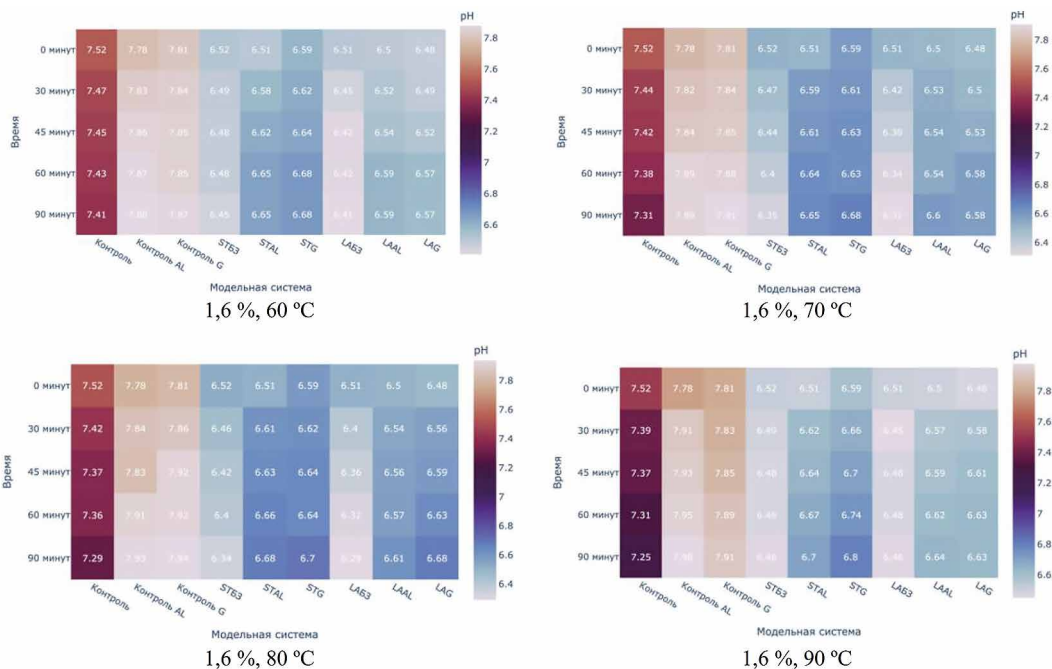 pH
0 минут 7.52 7.78 7.81 6.52 6.51 6.59 6.51 6.5 6.48
30 минут 7.47 7.83 7.84 6.49 6.58 6.62 6.45 6.52 6.49
45 минут 7.45 7.86 7.85 6.48 6.62 6.64 6.42 6.54 6.52
60 минут 7.43 7.87 7.85 6.48 6.65 6.68 6.59 6.57
90 минут 7.41 7.88 7.87 6.45 6.65 6.68 6.41 6.59 6.57
Время
7.8
7.6
7.4
7.2
7
6.8
6.6
Контроль Контроль AL Контроль G STБЗ STAL STG LAБЗ LAAL LAG
Модельная система
1,6 %, 60 ºC
pH
0 минут 7.52 7.78 7.81 6.52 6.51 6.59 6.51 6.5 6.48
30 минут 7.44 7.82 7.84 6.47 6.59 6.61 6.42 6.53 6.5
45 минут 7.42 7.84 7.85 6.44 6.61 6.63 6.54 6.53
60 минут 7.38 7.85 7.88 6.4 6.64 6.63 6.34 6.54 6.58
90 минут 7.31 7.91 6.35 6.65 6.68 6.6 6.58
Время
7.8
7.6
7.4
7.2
7
6.8
6.6
6.4
Контроль Контроль AL Контроль G STБЗ STAL STG LAБЗ LAAL LAG
Модельная система
1,6 %, 70 ºC
pH
0 минут 7.52 7.78 7.81 6.52 6.51 6.59 6.51 6.5 6.48
30 минут 7.42 7.84 7.86 6.46 6.61 6.62 6.4 6.54 6.56
45 минут 7.37 7.83 7.92 6.42 6.63 6.64 6.36 6.56 6.59
60 минут 7.36 7.91 7.92 6.4 6.66 6.64 6.32 6.57 6.63
90 минут 7.29 7.93 7.94 6.34 6.68 6.7 6.29 6.61 6.68
Время
7.8
7.6
7.4
7.2
7
6.8
6.6
6.4
Контроль Контроль AL Контроль G STБЗ STAL STG LAБЗ LAAL LAG
Модельная система
1,6 %, 80 ºC
pH
0 минут 7.52 7.78 7.81 6.52 6.51 6.59 6.51 6.5 6.48
30 минут 7.39 7.91 7.83 6.49 6.62 6.66 6.45 6.57 6.58
45 минут 7.37 7.93 7.85 6.48 6.64 6.7 6.48 6.59 6.61
60 минут 7.31 7.95 7.89 6.67 6.74 6.48 6.62 6.63
90 минут 7.25 7.98 7.91 6.46 6.7 6.8 6.46 6.64 6.63
Время
7.8
7.6
7.4
7.2
7
6.8
6.6
Контроль Контроль AL Контроль G STБЗ STAL STG LAБЗ LAAL LAG
Модельная система
1,6 %, 90 ºC